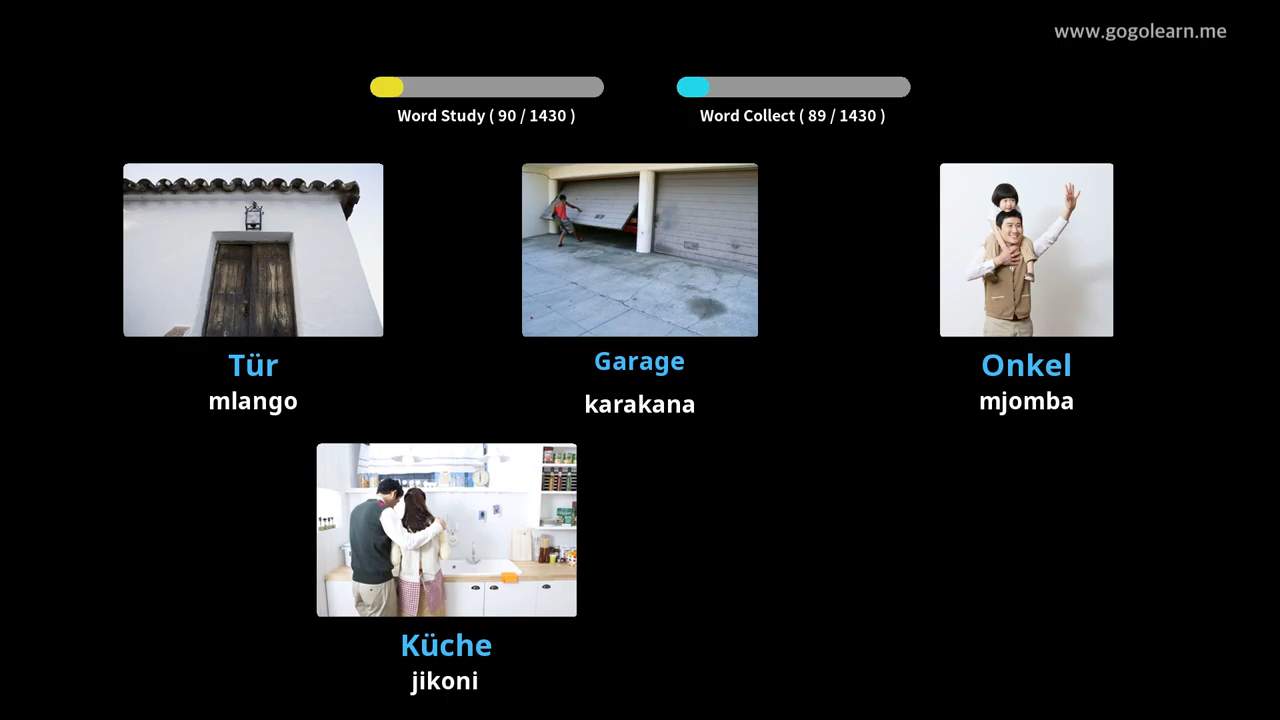 www.gogolearn.me
Word Study ( 90 / 1430 )
Word Collect ( 89 / 1430 )
Tür
mlango
Garage
karakana
Onkel
mjomba
Küche
jikoni